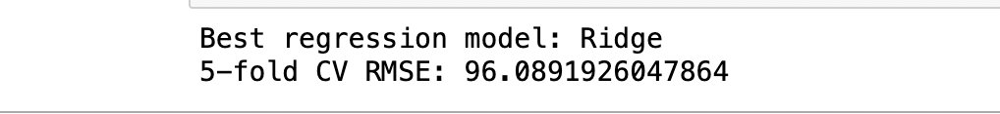 Best regression model: Ridge
5-fold CV RMSE: 96.0891926047864